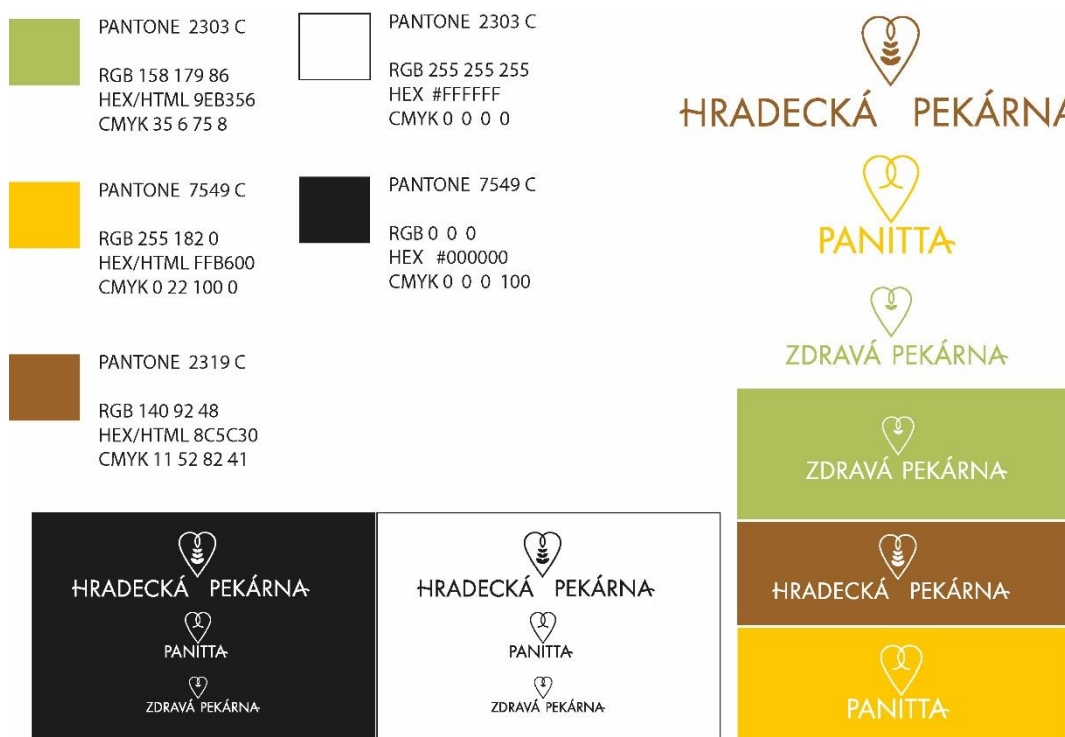 PANTONE 2303 C
RGB 158 179 86
HEX/HTML 9EB356
CMYK 35 6 75 8
PANTONE 7549 C
RGB 255 182 0
HEX/HTML FFB600
CMYK 0 22 100 0
PANTONE 2319 C
RGB 140 92 48
HEX/HTML 8C5C30
CMYK 11 52 82 41
PANTONE 2303 C
RGB 255 255 255
HEX #FFFFFF
CMYK 0 0 0 0
PANTONE 7549 C
RGB 0 0 0
HEX #000000
CMYK 0 0 0 100
HRADECKÁ PEKÁRNA
PANITTA
ZDRAVÁ PEKÁRNA
ZDRAVÁ PEKÁRNA
HRADECKÁ PEKÁRNA
PANITTA
HRADECKÁ PEKÁRNA
PANITTA
ZDRAVÁ PEKÁRNA
HRADECKÁ PEKÁRNA
PANITTA
ZDRAVÁ PEKÁRNA